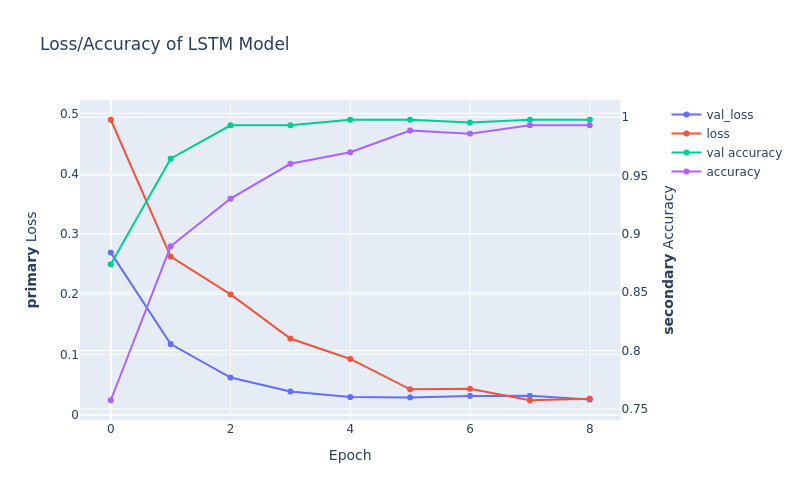 Loss/Accuracy of LSTM Model
0.5
0.4
0.3
0.2
0.1
0
primary Loss
1
0.95
0.9
0.85
0.8
0.75
secondary Accuracy
0 2 4 6 8
Epoch
val_loss
loss
val accuracy
accuracy